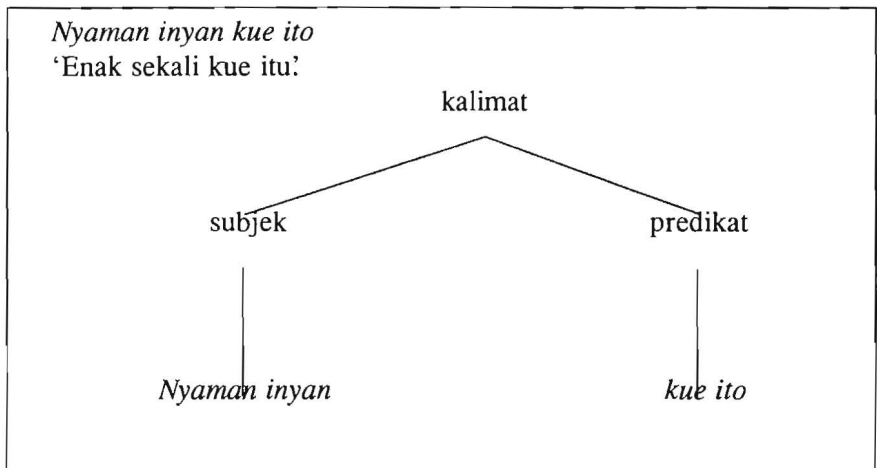 Nyaman inyan kue ito
‘Enak sekali kue itu’.
kalimat
subjek predikat
Nyaman inyan kue ito